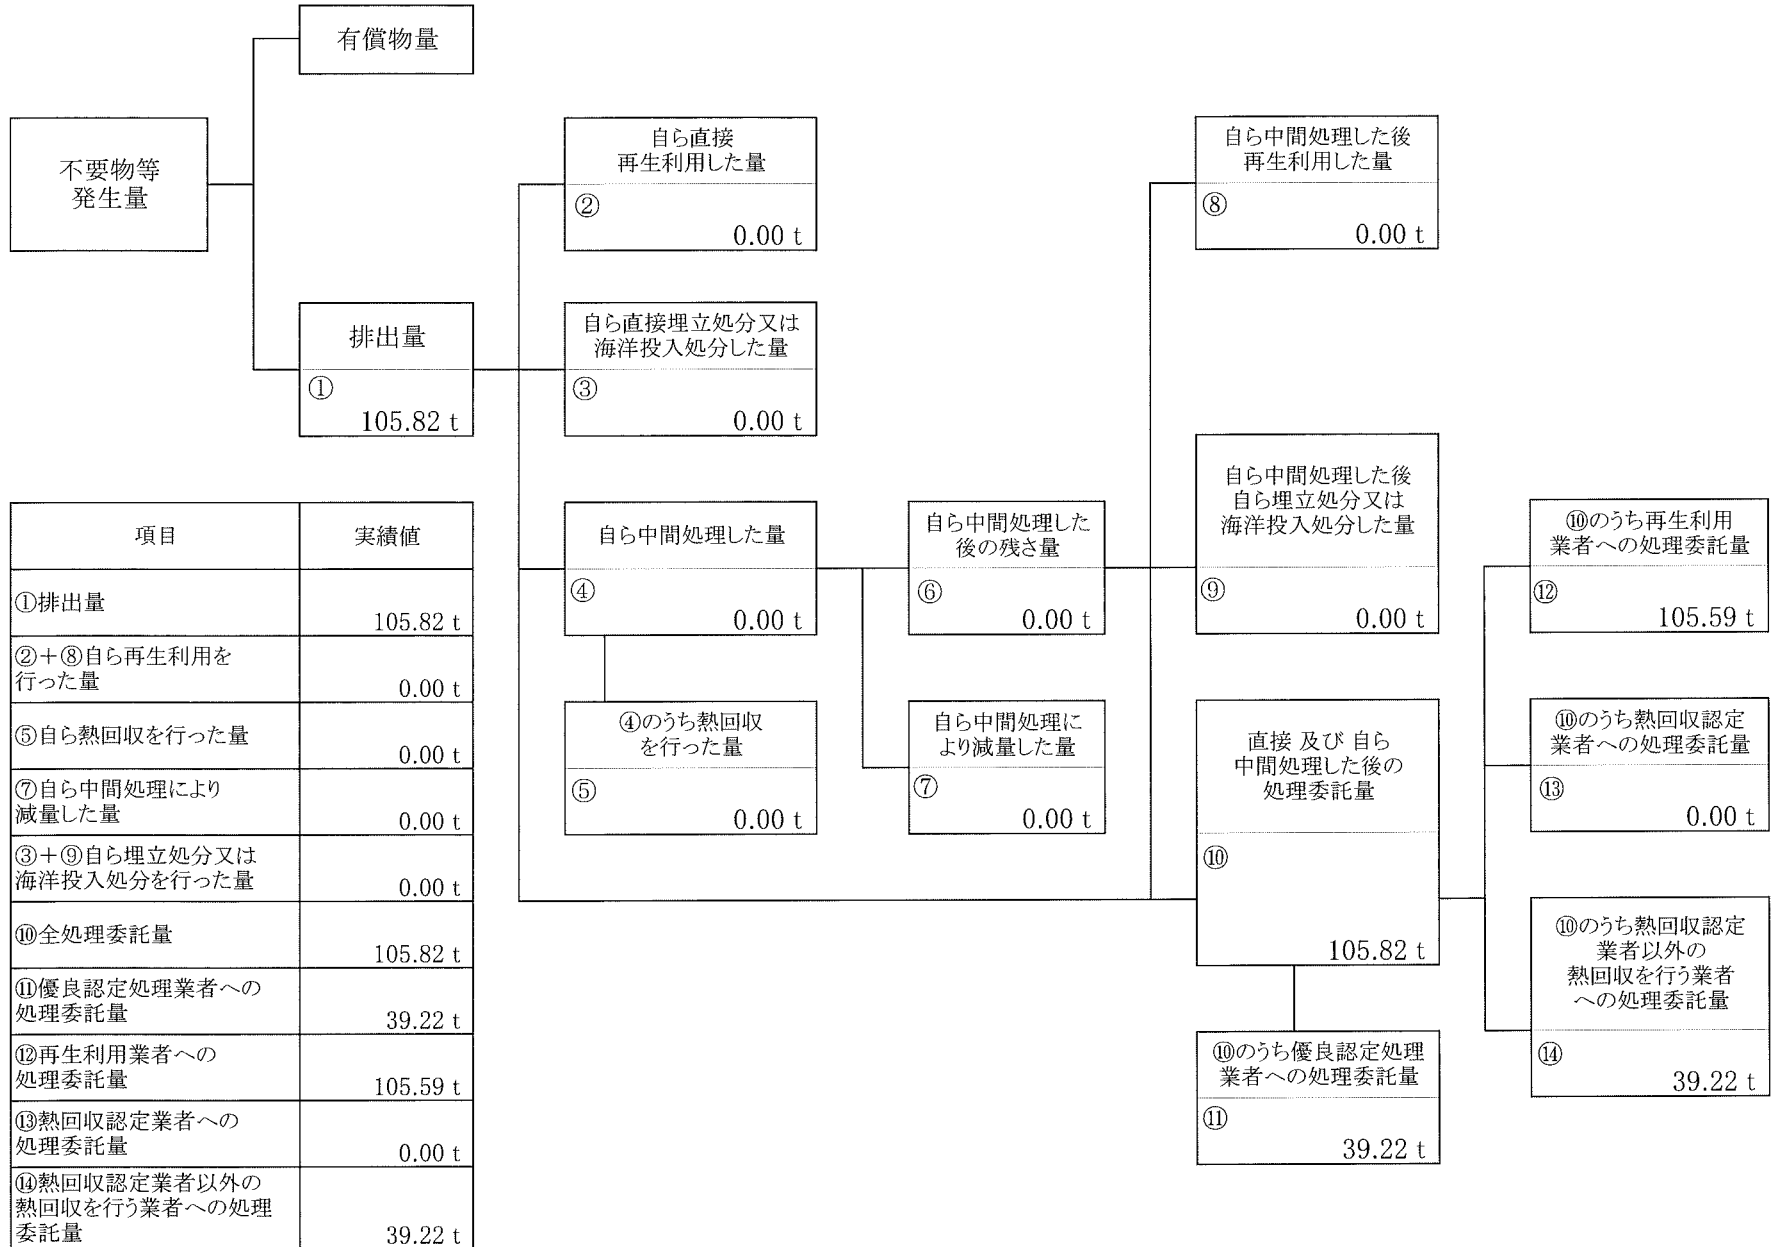 有償物量
不要物等
発生量
排出量
①
105.82 t
自ら直接
再生利用した量
②
0.00 t
自ら直接埋立処分又は
海洋投入処分した量
③
0.00 t
自ら中間処理した量
④
0.00 t
④のうち熱回収
を行った量
⑤
0.00 t
自ら中間処理した
後の残さ量
⑥
0.00 t
自ら中間処理に
より減量した量
⑦
0.00 t
自ら中間処理した後
再生利用した量
⑧
0.00 t
自ら中間処理した後
自ら埋立処分又は
海洋投入処分した量
⑨
0.00 t
直接 及び 自ら
中間処理した後の
処理委託量
⑩
105.82 t
⑩のうち優良認定処理
業者への処理委託量
⑪
39.22 t
⑩のうち再生利用
業者への処理委託量
⑫
105.59 t
⑩のうち熱回収認定
業者への処理委託量
⑬
0.00 t
⑩のうち熱回収認定
業者以外の
熱回収を行う業者
への処理委託量
⑭
39.22 t
項目 実績値
①排出量
105.82 t
②+⑧自ら再生利用を
行った量
0.00 t
⑤自ら熱回収を行った量
0.00 t
⑦自ら中間処理により
減量した量
0.00 t
③+⑨自ら埋立処分又は
海洋投入処分を行った量
0.00 t
⑩全処理委託量
105.82 t
⑪優良認定処理業者への
処理委託量
39.22 t
⑫再生利用業者への
処理委託量
105.59 t
⑬熱回収認定業者への
処理委託量
0.00 t
⑭熱回収認定業者以外の
熱回収を行う業者への処理
委託量
39.22 t